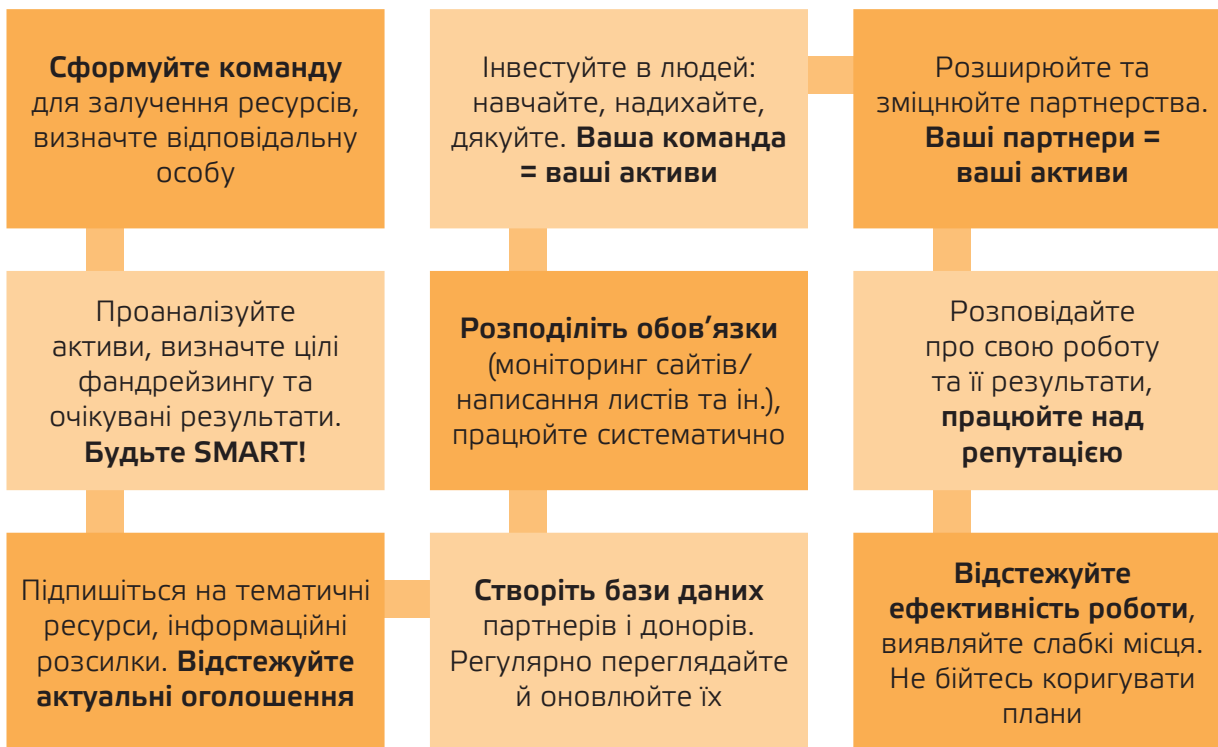 Сформуйте команду
для залучення ресурсів,
визначте відповідальну
особу
Проаналізуйте
активи, визначте цілі
фандрейзингу та
очікувані результати.
Будьте SMART!
Підпишіться на тематичні
ресурси, інформаційні
розсилки. Відстежуйте
актуальні оголошення
Створіть бази даних
партнерів і донорів.
Регулярно переглядайте
й оновлюйте їх
Розподіліть обов’язки
(моніторинг сайтів/
написання листів та ін.),
працюйте систематично
Інвестуйте в людей:
навчайте, надихайте,
дякуйте. Ваша команда
= ваші активи
Розширюйте та
зміцнюйте партнерства.
Ваші партнери =
ваші активи
Розповідайте
про свою роботу
та її результати,
працюйте над
репутацією
Відстежуйте
ефективність роботи,
виявляйте слабкі місця.
Не бійтесь коригувати
плани